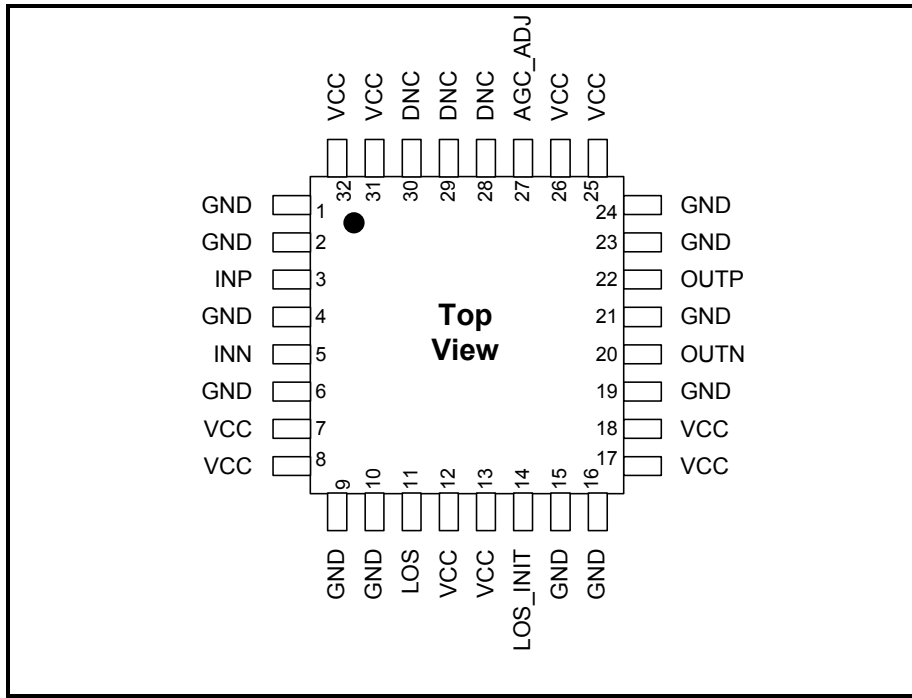 VCC
VCC
DNC
DNC
DNC
AGC_ADJ
VCC
VCC
32
31
30
29
28
27
26
25
GND 1
GND 2
INP 3
GND 4
INN 5
GND 6
VCC 7
VCC 8
Top
View
24 GND
23 GND
22 OUTP
21 GND
20 OUTN
19 GND
18 VCC
17 VCC
9
10
11
12
13
14
15
16
GND
GND
LOS
VCC
VCC
LOS_INIT
GND
GND